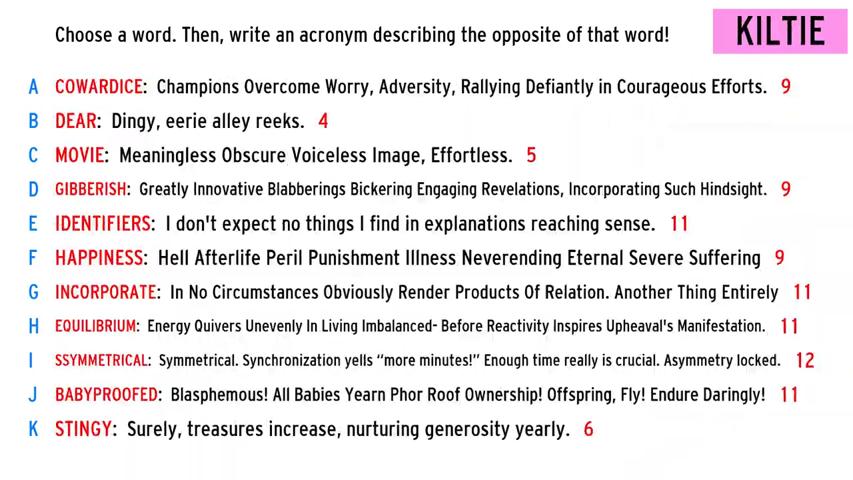 Choose a word. Then, write an acronym describing the opposite of that word!
KILTIE
A COWARDICE: Champions Overcome Worry, Adversity, Rallying Defiantly in Courageous Efforts. 9
B DEAR: Dingy, eerie alley reeks. 4
C MOVIE: Meaningless Obscure Voiceless Image, Effortless. 5
D GIBBERISH: Greatly Innovative Blabberings Bickering Engaging Revelations, Incorporating Such Hindsight. 9
E IDENTIFIERS: I don't expect no things I find in explanations reaching sense. 11
F HAPPINESS: Hell Afterlife Peril Punishment Illness Neverending Eternal Severe Suffering 9
G INCORPORATE: In No Circumstances Obviously Render Products Of Relation. Another Thing Entirely 11
H EQUILIBRIUM: Energy Quivers Unevenly In Living Imbalanced- Before Reactivity Inspires Upheaval's Manifestation. 11
I SSYMMETRICAL: Symmetrical. Synchronization yells “more minutes!” Enough time really is crucial. Asymmetry locked. 12
J BABYPROOFED: Blasphemous! All Babies Yearn Phor Roof Ownership! Offspring, Fly! Endure Daringly! 11
K STINGY: Surely, treasures increase, nurturing generosity yearly. 6